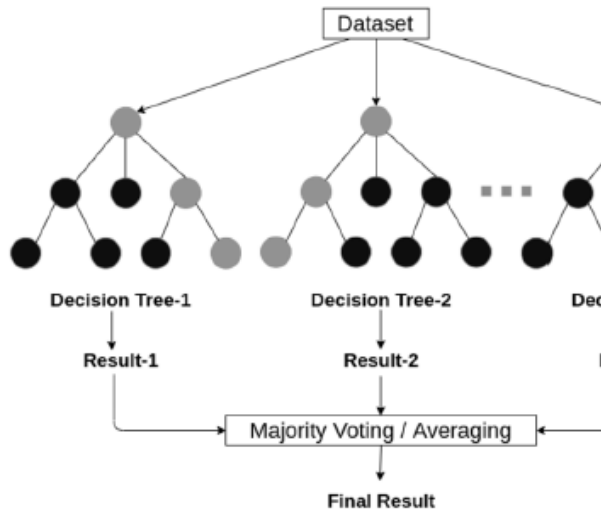 Dataset
Decision Tree-1
Decision Tree-2
Result-1
Result-2
Majority Voting / Averaging
Final Result